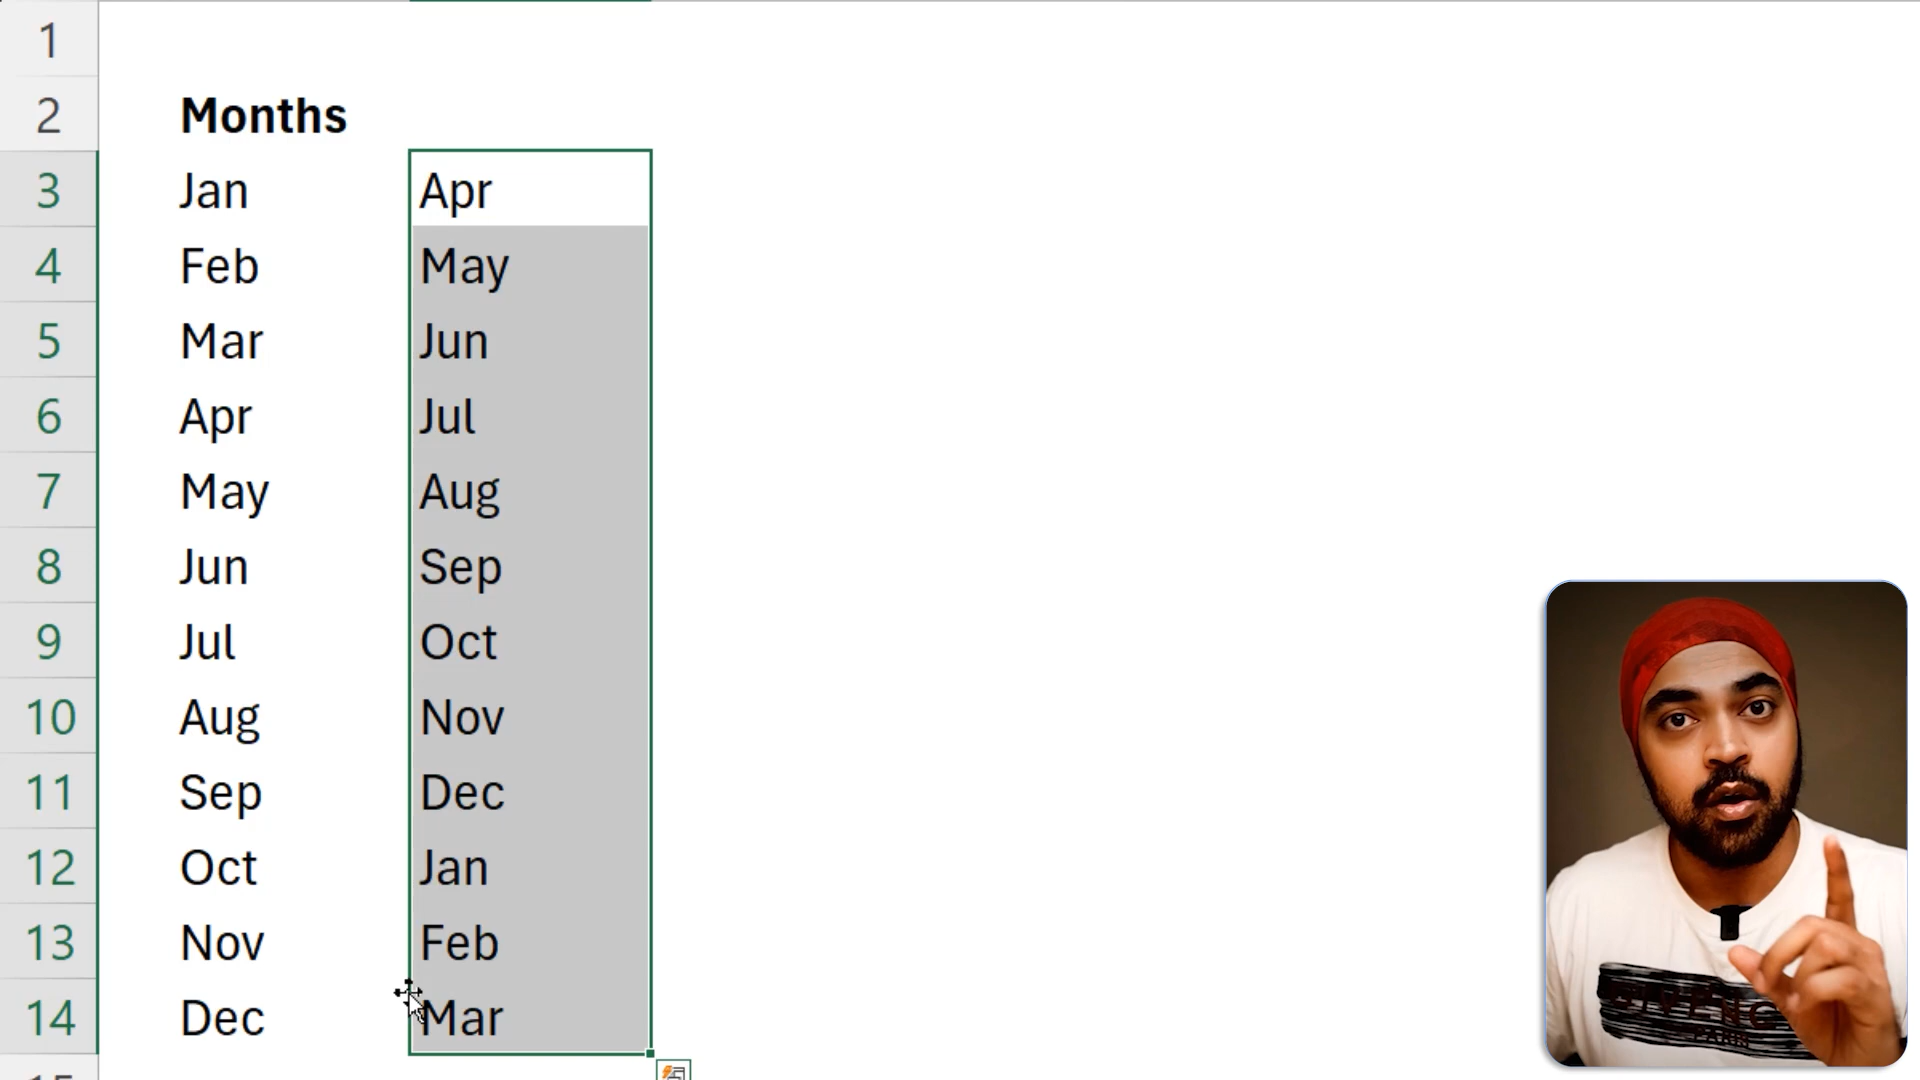 1
2 Months
3 Jan Apr
4 Feb May
5 Mar Jun
6 Apr Jul
7 May Aug
8 Jun Sep
9 Jul Oct
10 Aug Nov
11 Sep Dec
12 Oct Jan
13 Nov Feb
14 Dec Mar